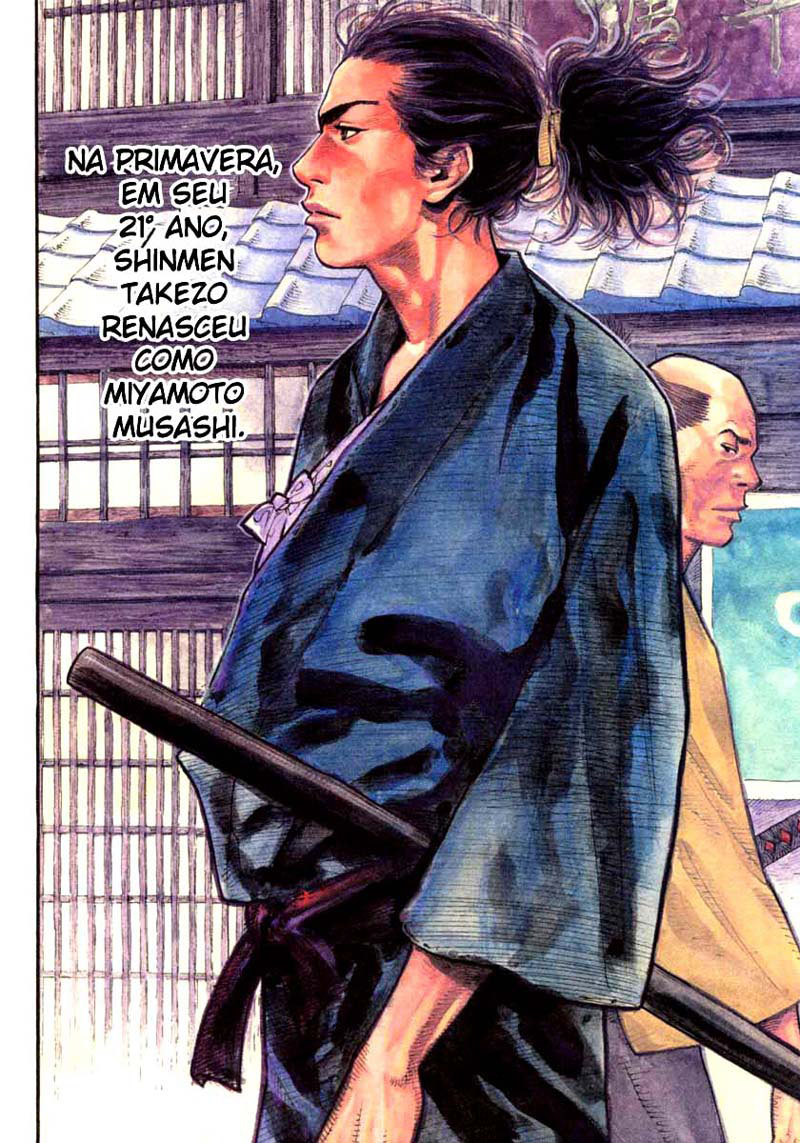 NA PRIMAVERA,
EM SEU
21º ANO,
SHINMEN
TAKEZO
RENASCEU
COMO
MIYAMOTO
MUSASHI.